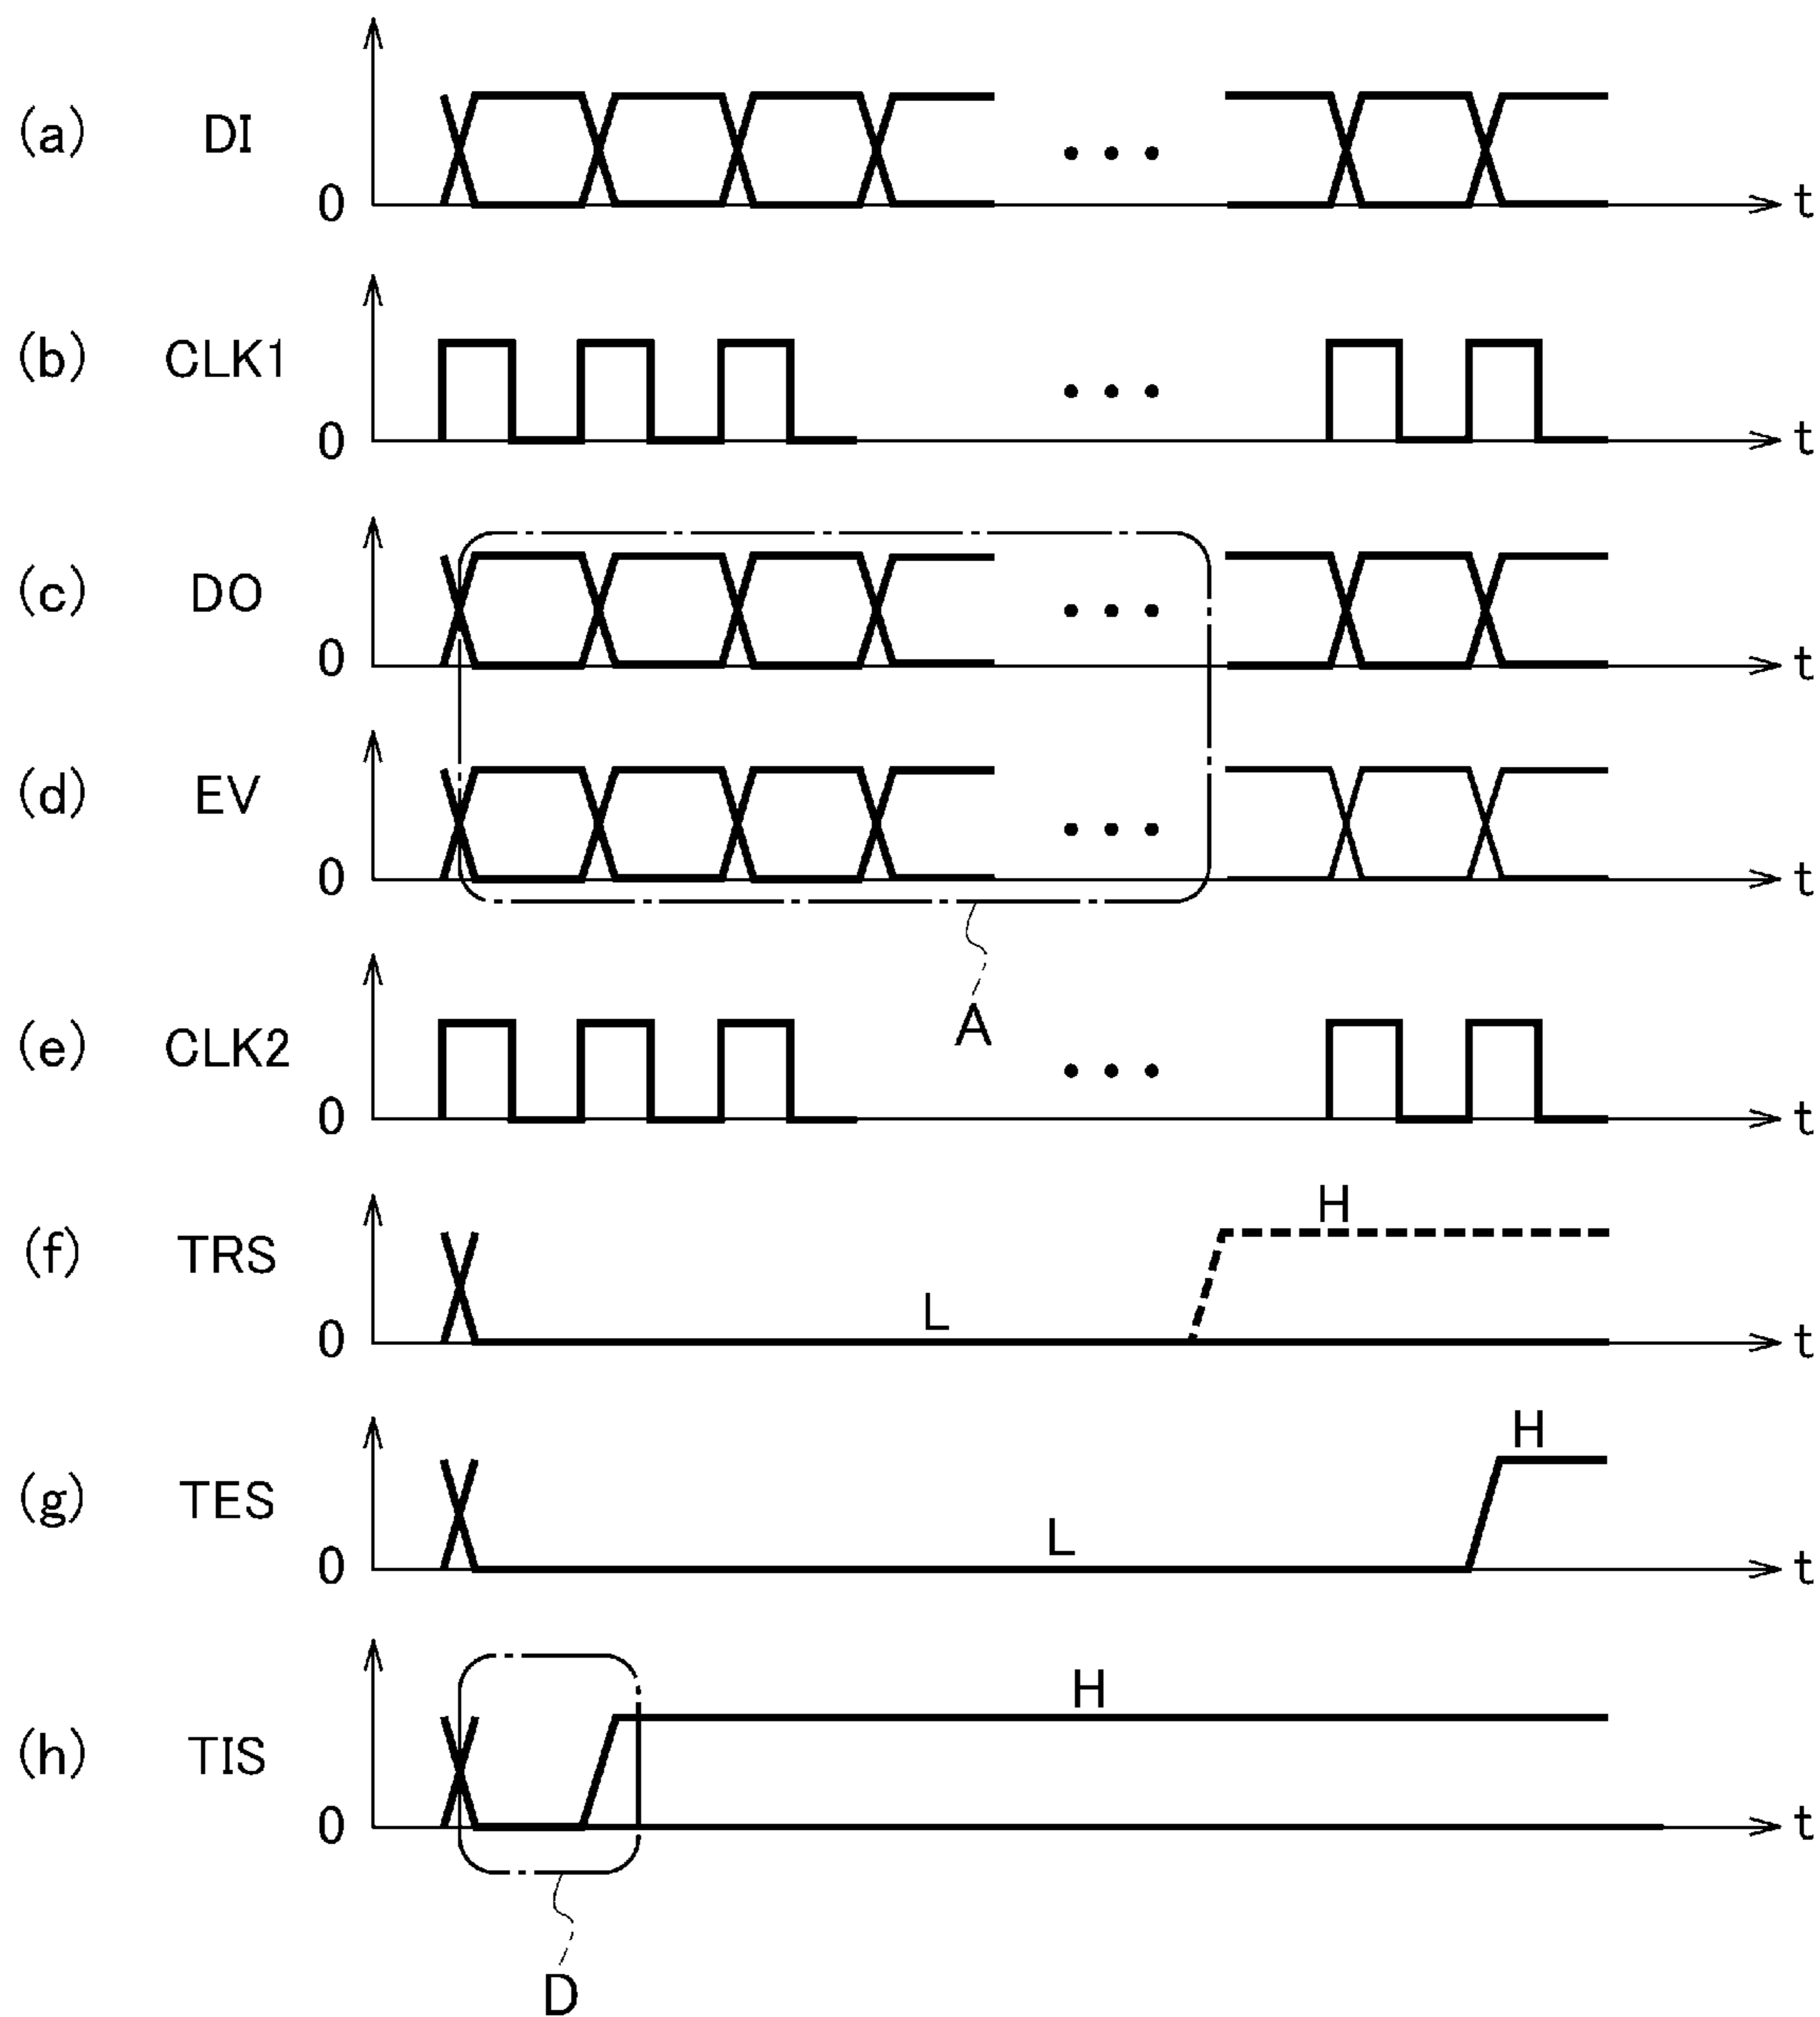 (a) DI
0 t
(b) CLK1
0 t
(c) DO
0 t
(d) EV
0 t
A
(e) CLK2
0 t
H
(f) TRS
L
0 t
H
(g) TES
L
0 t
H
(h) TIS
0 t
D